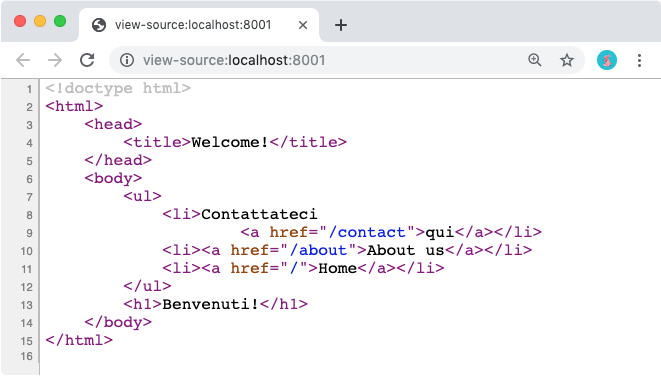 view-source:localhost:8001
view-source:localhost:8001
1 <!doctype html>
2 <html>
3 <head>
4 <title>Welcome!</title>
5 </head>
6 <body>
7 <ul>
8 <li>Contattateci
9 <a href="/contact">qui</a></li>
10 <li><a href="/about">About us</a></li>
11 <li><a href="/">Home</a></li>
12 </ul>
13 <h1>Benvenuti!</h1>
14 </body>
15 </html>
16